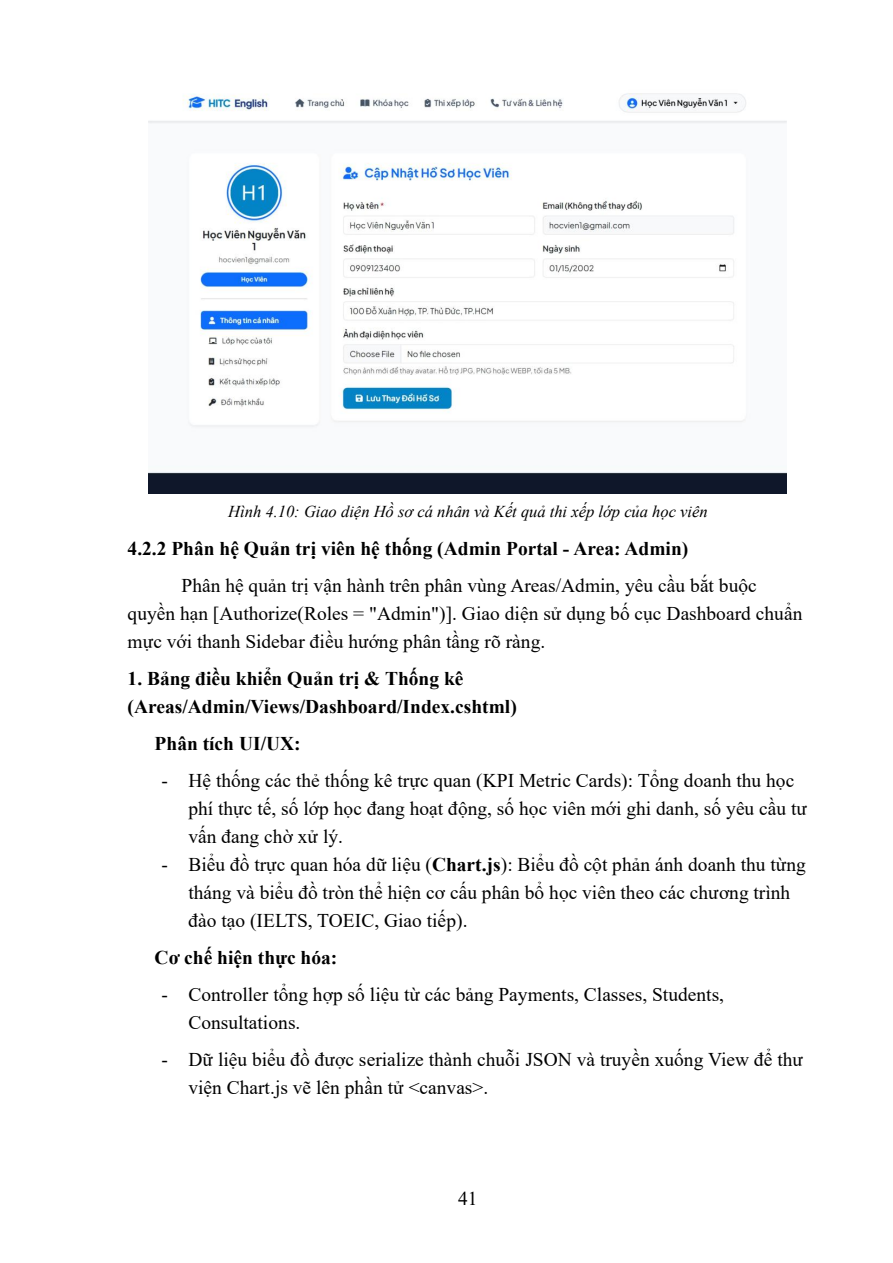 HITC English Trang chủ Khóa học Thi xếp lớp Tư vấn & Liên hệ Học Viên Nguyễn Văn 1
H1
Học Viên Nguyễn Văn
1
hocvien1@gmail.com
Học Viên
Thông tin cá nhân
Lớp học của tôi
Lịch sử học phí
Kết quả thi xếp lớp
Đổi mật khẩu
Cập Nhật Hồ Sơ Học Viên
Họ và tên * Email (Không thể thay đổi)
Học Viên Nguyễn Văn 1 hocvien1@gmail.com
Số điện thoại Ngày sinh
0909123400 01/15/2002
Địa chỉ liên hệ
100 Đỗ Xuân Hợp, TP. Thủ Đức, TP.HCM
Ảnh đại diện học viên
Choose File No file chosen
Chọn ảnh mới để thay avatar. Hỗ trợ JPG, PNG hoặc WEBP, tối đa 5 MB.
Lưu Thay Đổi Hồ Sơ
Hình 4.10: Giao diện Hồ sơ cá nhân và Kết quả thi xếp lớp của học viên
4.2.2 Phân hệ Quản trị viên hệ thống (Admin Portal - Area: Admin)
Phân hệ quản trị vận hành trên phân vùng Areas/Admin, yêu cầu bắt buộc
quyền hạn [Authorize(Roles = "Admin")]. Giao diện sử dụng bố cục Dashboard chuẩn
mực với thanh Sidebar điều hướng phân tầng rõ ràng.
1. Bảng điều khiển Quản trị & Thống kê
(Areas/Admin/Views/Dashboard/Index.cshtml)
Phân tích UI/UX:
- Hệ thống các thẻ thống kê trực quan (KPI Metric Cards): Tổng doanh thu học
phí thực tế, số lớp học đang hoạt động, số học viên mới ghi danh, số yêu cầu tư
vấn đang chờ xử lý.
- Biểu đồ trực quan hóa dữ liệu (Chart.js): Biểu đồ cột phản ánh doanh thu từng
tháng và biểu đồ tròn thể hiện cơ cấu phân bổ học viên theo các chương trình
đào tạo (IELTS, TOEIC, Giao tiếp).
Cơ chế hiện thực hóa:
- Controller tổng hợp số liệu từ các bảng Payments, Classes, Students,
Consultations.
- Dữ liệu biểu đồ được serialize thành chuỗi JSON và truyền xuống View để thư
viện Chart.js vẽ lên phần tử <canvas>.
41